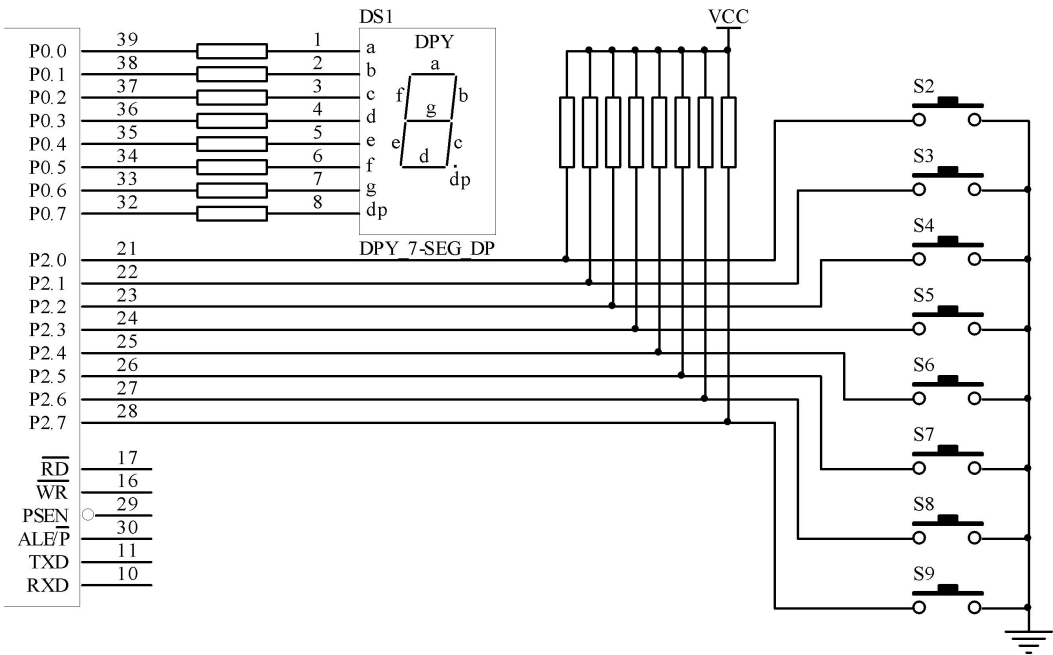 DS1
VCC
P0.0 39 1 a
P0.1 38 2 b
P0.2 37 3 c
P0.3 36 4 d
P0.4 35 5 e
P0.5 34 6 f
P0.6 33 7 g
P0.7 32 8 dp
DPY
a
f b
g
e c
d
dp
DPY_7-SEG_DP
P2.0 21
P2.1 22
P2.2 23
P2.3 24
P2.4 25
P2.5 26
P2.6 27
P2.7 28
RD 17
WR 16
PSEN 29
ALE/P 30
TXD 11
RXD 10
S2
S3
S4
S5
S6
S7
S8
S9